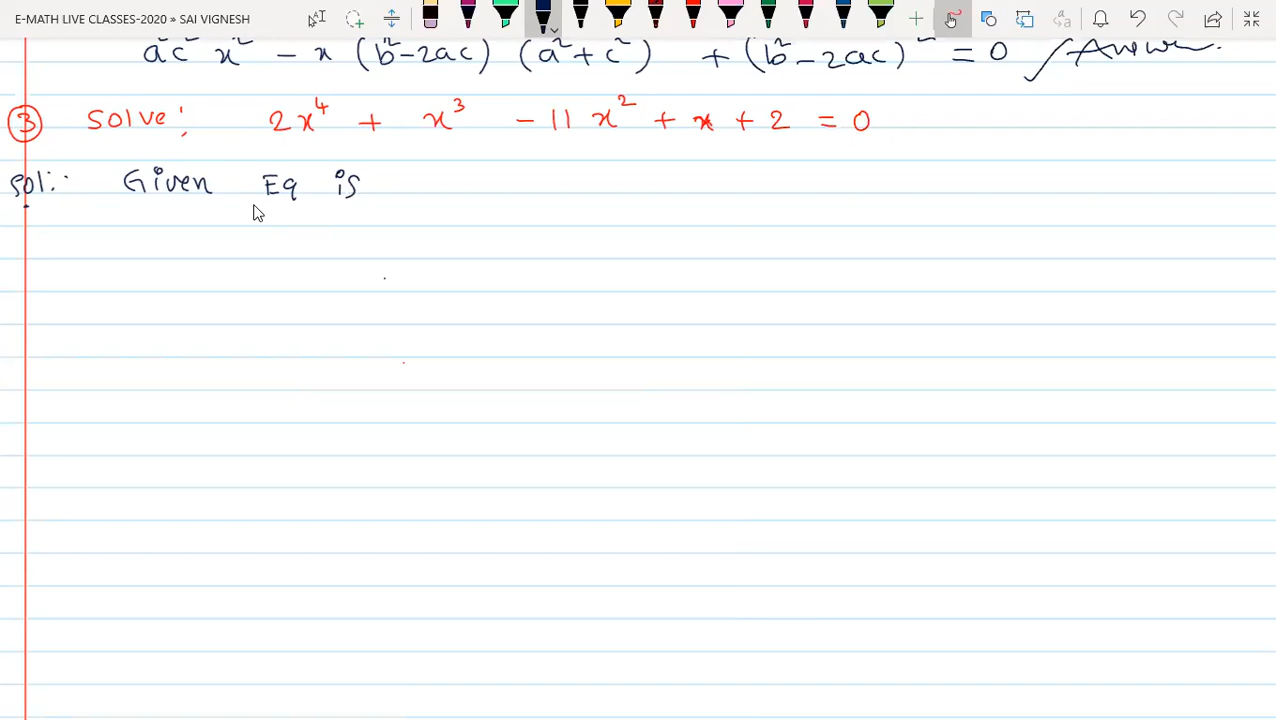 E-MATH LIVE CLASSES-2020 » SAI VIGNESH
a²c² x² - x (b²-2ac) (a²+c²) + (b²-2ac)² = 0 / Answer.
③ Solve: 2x⁴ + x³ - 11x² + x + 2 = 0
Sol:- Given Eq is